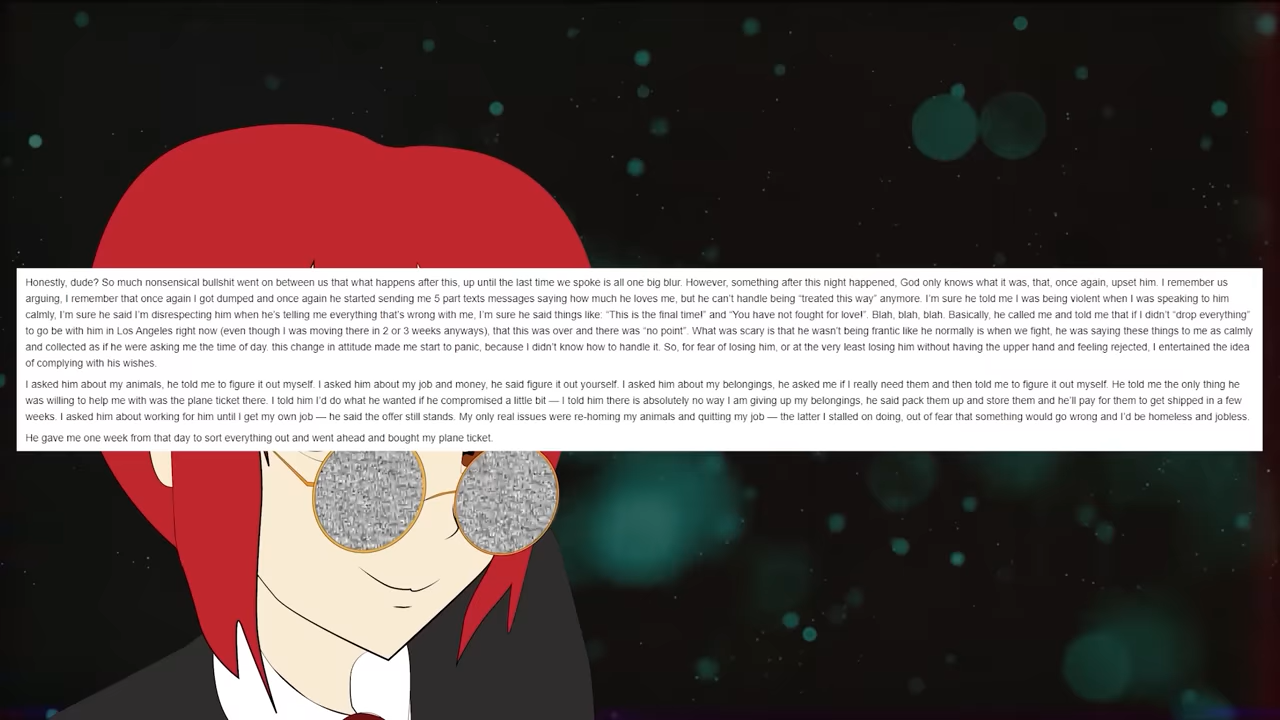 Honestly, dude? So much nonsensical bullshit went on between us that what happens after this, up until the last time we spoke is all one big blur. However, something after this night happened, God only knows what it was, that, once again, upset him. I remember us
arguing, I remember that once again I got dumped and once again he started sending me 5 part texts messages saying how much he loves me, but he can't handle being "treated this way" anymore. I'm sure he told me I was being violent when I was speaking to him
calmly, I'm sure he said I'm disrespecting him when he's telling me everything that's wrong with me, I'm sure he said things like: "This is the final time!" and "You have not fought for love!". Blah, blah, blah. Basically, he called me and told me that if I didn't "drop everything"
to go be with him in Los Angeles right now (even though I was moving there in 2 or 3 weeks anyways), that this was over and there was "no point". What was scary is that he wasn't being frantic like he normally is when we fight, he was saying these things to me as calmly
and collected as if he were asking me the time of day. this change in attitude made me start to panic, because I didn't know how to handle it. So, for fear of losing him, or at the very least losing him without having the upper hand and feeling rejected, I entertained the idea
of complying with his wishes.
I asked him about my animals, he told me to figure it out myself. I asked him about my job and money, he said figure it out yourself. I asked him about my belongings, he asked me if I really need them and then told me to figure it out myself. He told me the only thing he
was willing to help me with was the plane ticket there. I told him I'd do what he wanted if he compromised a little bit — I told him there is absolutely no way I am giving up my belongings, he said pack them up and store them and he'll pay for them to get shipped in a few
weeks. I asked him about working for him until I get my own job — he said the offer still stands. My only real issues were re-homing my animals and quitting my job — the latter I stalled on doing, out of fear that something would go wrong and I'd be homeless and jobless.
He gave me one week from that day to sort everything out and went ahead and bought my plane ticket.